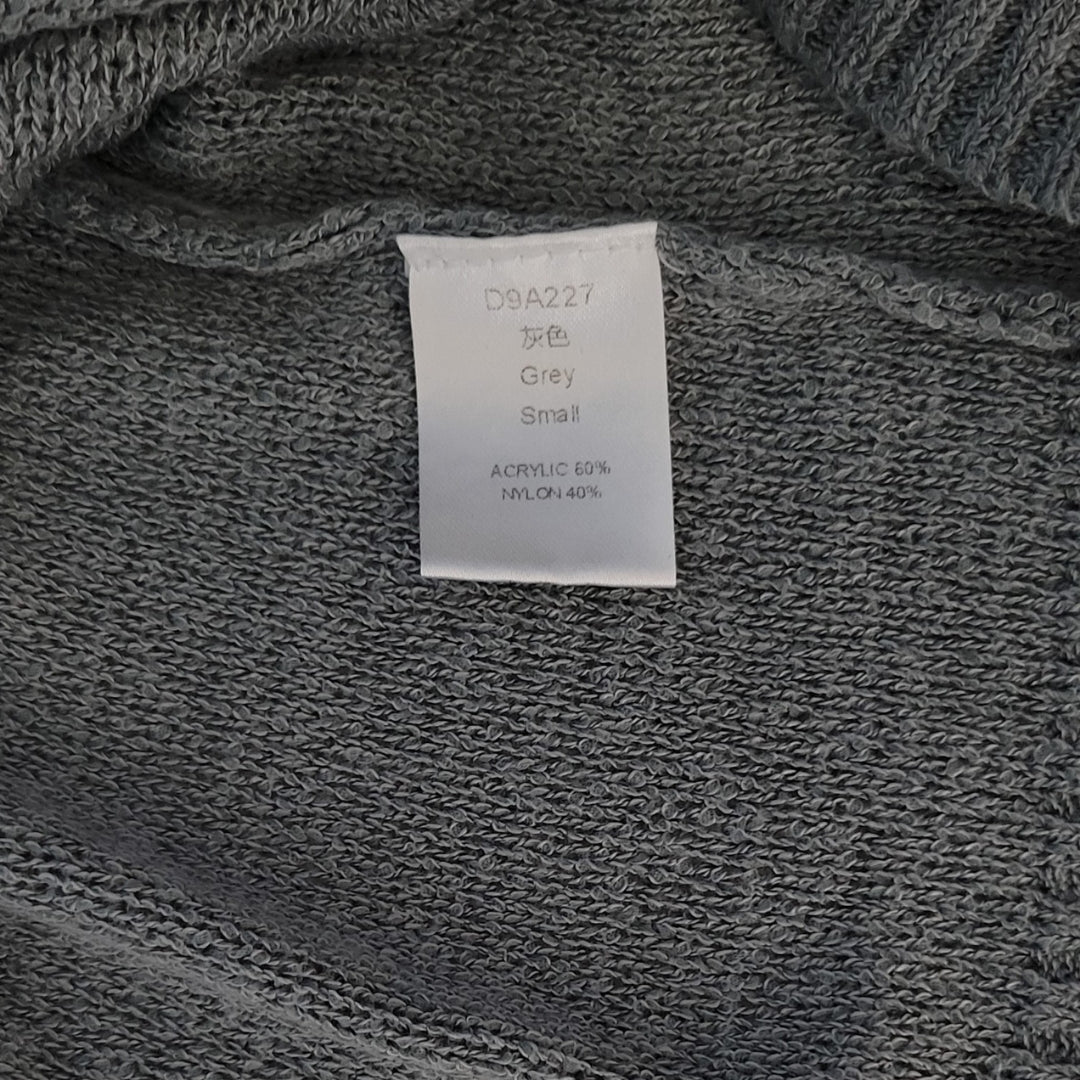 D9A227
灰色
Grey
Small
ACRYLIC 60%
NYLON 40%